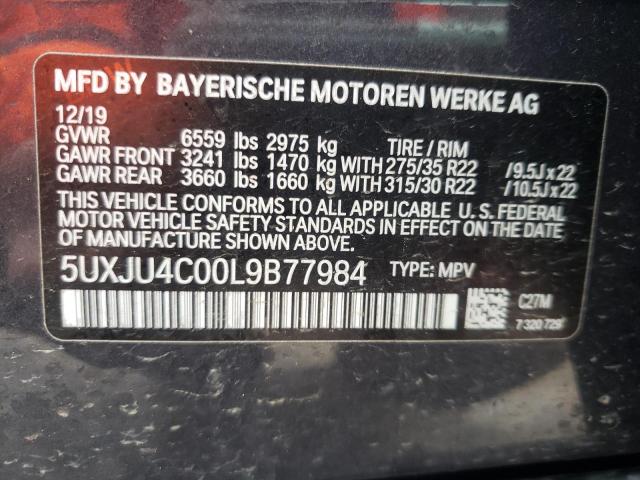 MFD BY BAYERISCHE MOTOREN WERKE AG
12/19
GVWR 6559 lbs 2975 kg TIRE / RIM
GAWR FRONT 3241 lbs 1470 kg WITH 275/35 R22 /9.5J x 22
GAWR REAR 3660 lbs 1660 kg WITH 315/30 R22 /10.5J x 22
THIS VEHICLE CONFORMS TO ALL APPLICABLE U. S. FEDERAL
MOTOR VEHICLE SAFETY STANDARDS IN EFFECT ON THE DATE OF
MANUFACTURE SHOWN ABOVE.
5UXJU4C00L9B77984 TYPE: MPV
C27M